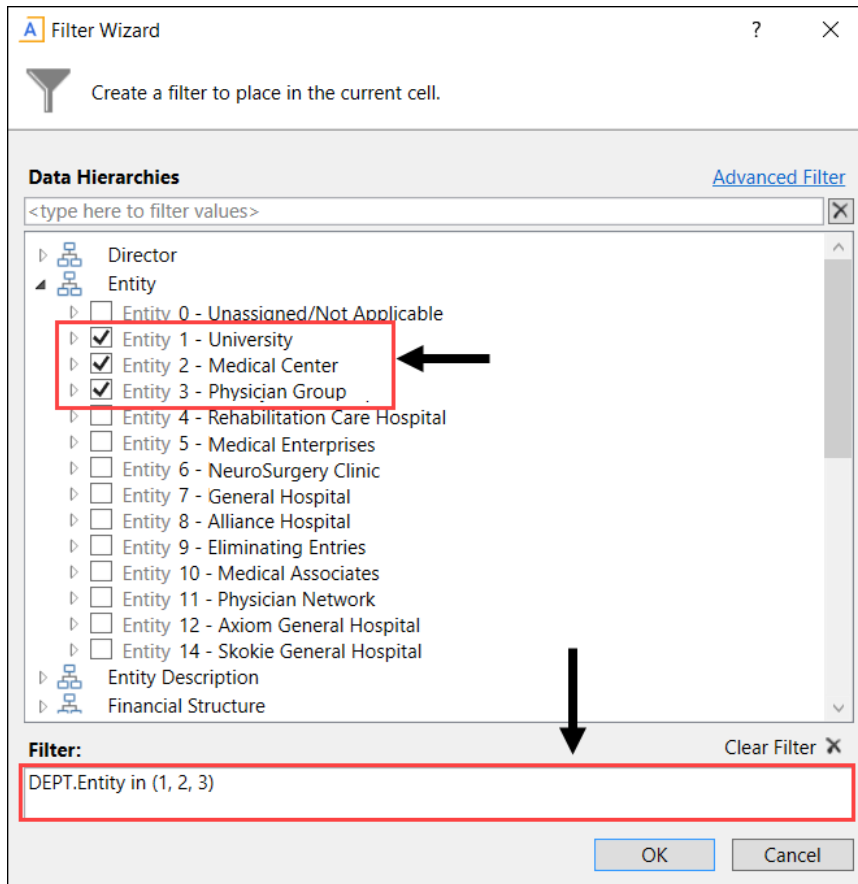 A Filter Wizard ?
Create a filter to place in the current cell.
Data Hierarchies Advanced Filter
<type here to filter values>
Director
Entity
Entity 0 - Unassigned/Not Applicable
Entity 1 - University
Entity 2 - Medical Center
Entity 3 - Physician Group
Entity 4 - Rehabilitation Care Hospital
Entity 5 - Medical Enterprises
Entity 6 - NeuroSurgery Clinic
Entity 7 - General Hospital
Entity 8 - Alliance Hospital
Entity 9 - Eliminating Entries
Entity 10 - Medical Associates
Entity 11 - Physician Network
Entity 12 - Axiom General Hospital
Entity 14 - Skokie General Hospital
Entity Description
Financial Structure
Filter: Clear Filter
DEPT.Entity in (1, 2, 3)
OK Cancel